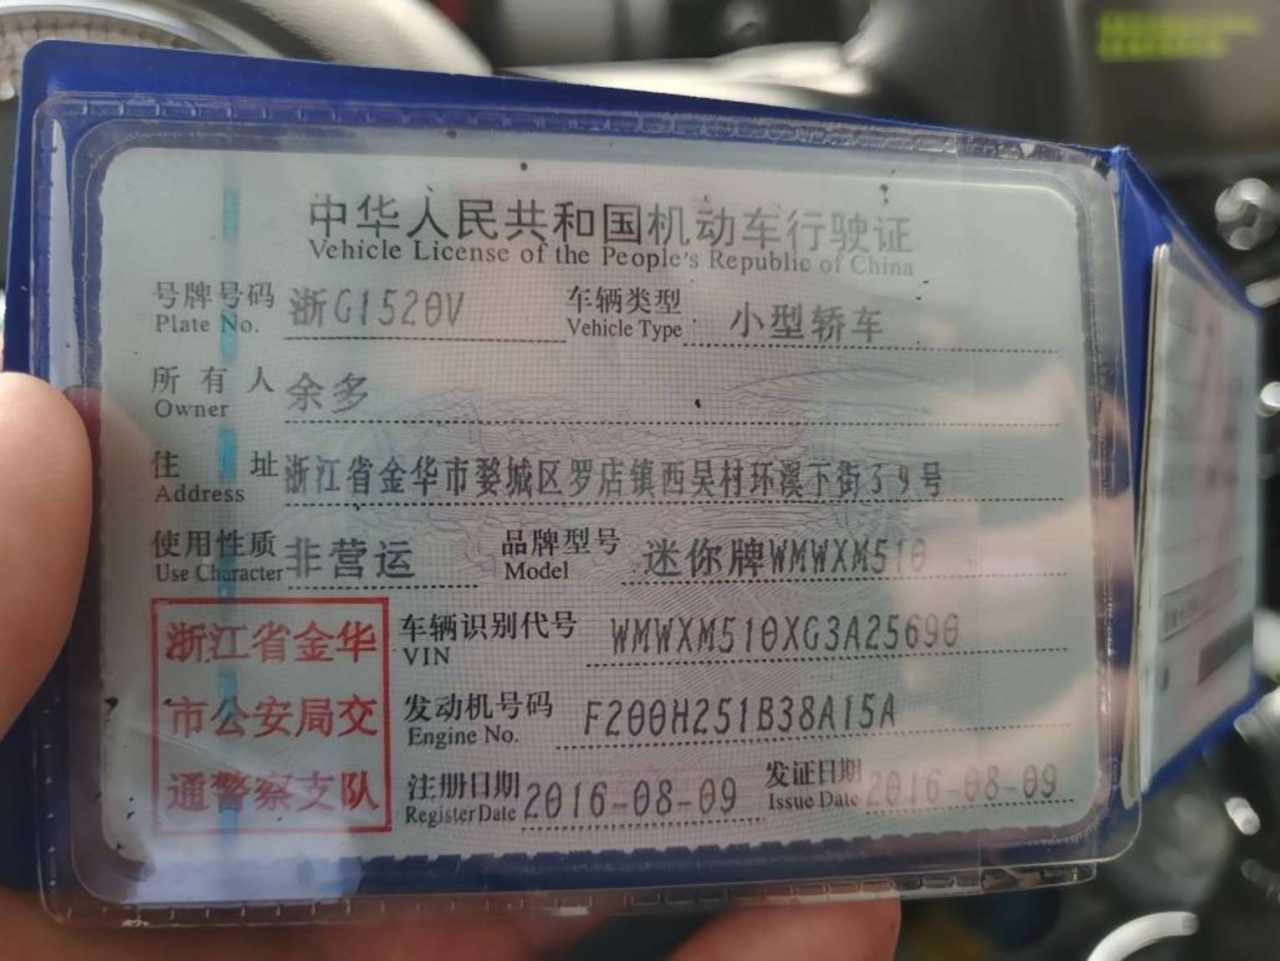 中华人民共和国机动车行驶证
Vehicle License of the People's Republic of China
号牌号码 浙G1520V 车辆类型 小型轿车
Plate No. Vehicle Type
所有人 余多
Owner
住址 浙江省金华市婺城区罗店镇西吴村环溪下街39号
Address
使用性质 非营运 品牌型号 迷你牌WMWXM510
Use Character Model
浙江省金华
市公安局交
通警察支队
车辆识别代号 WMWXM510XG3A25690
VIN
发动机号码 F200H251B38A15A
Engine No.
注册日期 2016-08-09 发证日期 2016-08-09
Register Date Issue Date